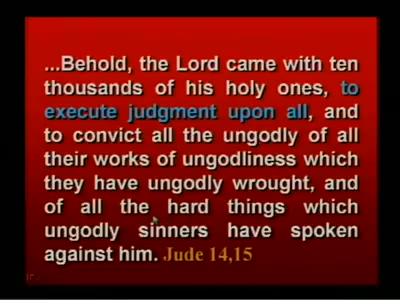 ...Behold, the Lord came with ten
thousands of his holy ones, to
execute judgment upon all, and
to convict all the ungodly of all
their works of ungodliness which
they have ungodly wrought, and
of all the hard things which
ungodly sinners have spoken
against him. Jude 14,15